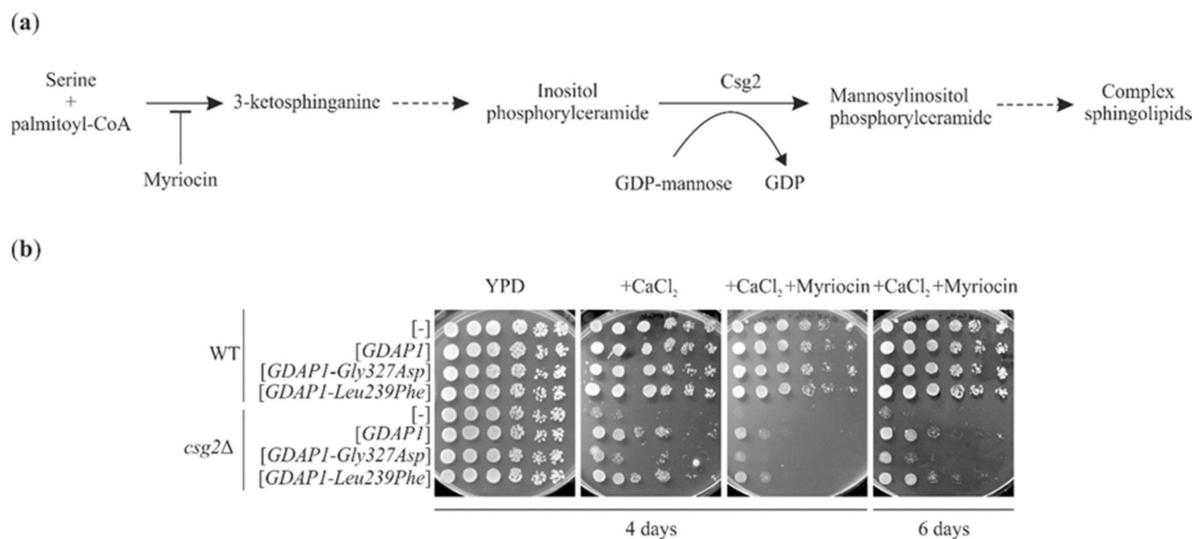 (a)
Serine
+
palmitoyl-CoA
Myriocin
3-ketosphinganine
Inositol
phosphorylceramide
Csg2
GDP-mannose
GDP
Mannosylinositol
phosphorylceramide
Complex
sphingolipids
(b)
YPD
+CaCl₂
+CaCl₂ +Myriocin
+CaCl₂ +Myriocin
WT
[-]
[GDAP1]
[GDAP1-Gly327Asp]
[GDAP1-Leu239Phe]
csg2Δ
[-]
[GDAP1]
[GDAP1-Gly327Asp]
[GDAP1-Leu239Phe]
4 days
6 days